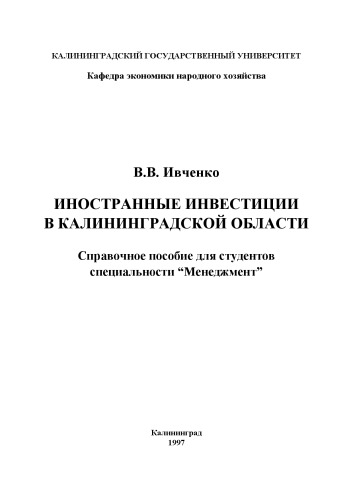 КАЛИНИНГРАДСКИЙ ГОСУДАРСТВЕННЫЙ УНИВЕРСИТЕТ
Кафедра экономики народного хозяйства
В.В. Ивченко
ИНОСТРАННЫЕ ИНВЕСТИЦИИ
В КАЛИНИНГРАДСКОЙ ОБЛАСТИ
Справочное пособие для студентов
специальности “Менеджмент”
Калининград
1997